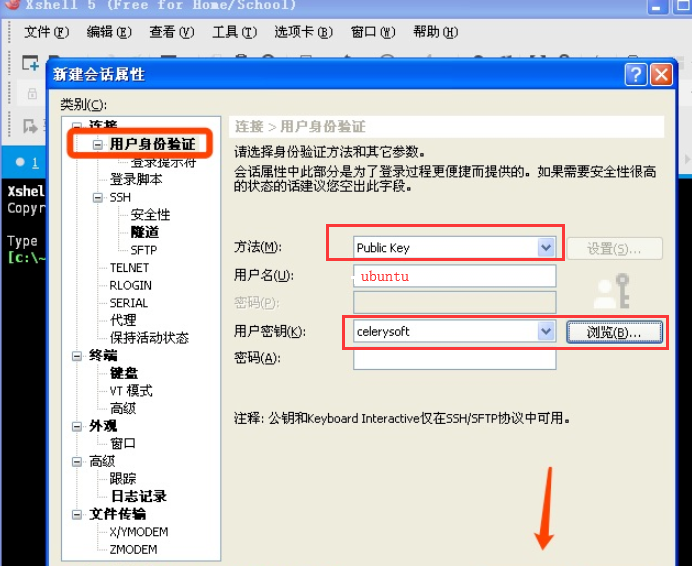 Xshell 5 (Free for Home/School)
文件(F) 编辑(E) 查看(V) 工具(T) 选项卡(B) 窗口(W) 帮助(H)
新建会话属性
类别(C):
连接
用户身份验证
登录提示符
登录脚本
SSH
安全性
隧道
SFTP
TELNET
RLOGIN
SERIAL
代理
保持活动状态
终端
键盘
VT 模式
高级
外观
窗口
高级
跟踪
日志记录
文件传输
X/YMODEM
ZMODEM
连接 > 用户身份验证
请选择身份验证方法和其它参数。
会话属性中此部分是为了登录过程更便捷而提供的。如果需要安全性很高
的状态的话建议您空出此字段。
方法(M): Public Key 设置(S)...
用户名(U): ubuntu
密码(P):
用户密钥(K): celerysoft 浏览(B)...
密码(A):
注释: 公钥和Keyboard Interactive仅在SSH/SFTP协议中可用。
1
Xshel
Copyr
Type
[c:\~